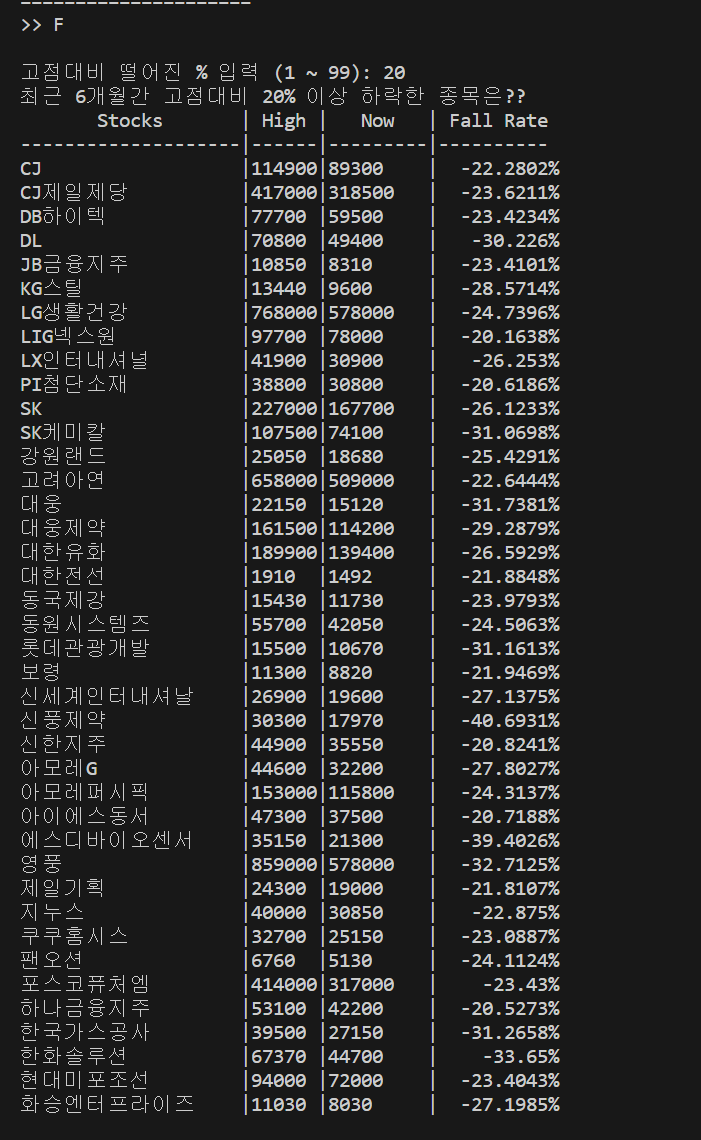 --------------------
>> F
고점대비 떨어진 % 입력 (1 ~ 99): 20
최근 6개월간 고점대비 20% 이상 하락한 종목은??
Stocks | High | Now | Fall Rate
--------------------|------|---------|----------
CJ |114900|89300 | -22.2802%
CJ제일제당 |417000|318500 | -23.6211%
DB하이텍 |77700 |59500 | -23.4234%
DL |70800 |49400 | -30.226%
JB금융지주 |10850 |8310 | -23.4101%
KG스틸 |13440 |9600 | -28.5714%
LG생활건강 |768000|578000 | -24.7396%
LIG넥스원 |97700 |78000 | -20.1638%
LX인터내셔널 |41900 |30900 | -26.253%
PI첨단소재 |38800 |30800 | -20.6186%
SK |227000|167700 | -26.1233%
SK케미칼 |107500|74100 | -31.0698%
강원랜드 |25050 |18680 | -25.4291%
고려아연 |658000|509000 | -22.6444%
대웅 |22150 |15120 | -31.7381%
대웅제약 |161500|114200 | -29.2879%
대한유화 |189900|139400 | -26.5929%
대한전선 |1910 |1492 | -21.8848%
동국제강 |15430 |11730 | -23.9793%
동원시스템즈 |55700 |42050 | -24.5063%
롯데관광개발 |15500 |10670 | -31.1613%
보령 |11300 |8820 | -21.9469%
신세계인터내셔날 |26900 |19600 | -27.1375%
신풍제약 |30300 |17970 | -40.6931%
신한지주 |44900 |35550 | -20.8241%
아모레G |44600 |32200 | -27.8027%
아모레퍼시픽 |153000|115800 | -24.3137%
아이에스동서 |47300 |37500 | -20.7188%
에스디바이오센서 |35150 |21300 | -39.4026%
영풍 |859000|578000 | -32.7125%
제일기획 |24300 |19000 | -21.8107%
지누스 |40000 |30850 | -22.875%
쿠쿠홈시스 |32700 |25150 | -23.0887%
팬오션 |6760 |5130 | -24.1124%
포스코퓨처엠 |414000|317000 | -23.43%
하나금융지주 |53100 |42200 | -20.5273%
한국가스공사 |39500 |27150 | -31.2658%
한화솔루션 |67370 |44700 | -33.65%
현대미포조선 |94000 |72000 | -23.4043%
화승엔터프라이즈 |11030 |8030 | -27.1985%